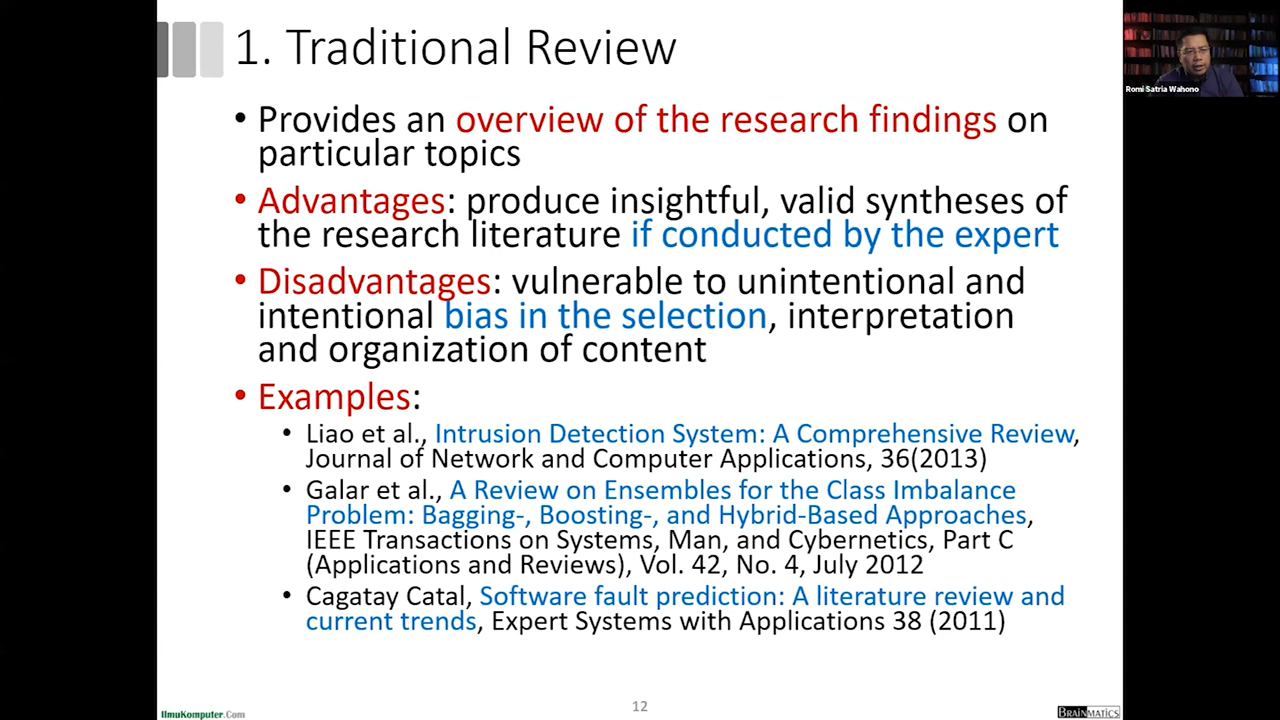 1. Traditional Review
Romi Satria Wahono
• Provides an overview of the research findings on
particular topics
• Advantages: produce insightful, valid syntheses of
the research literature if conducted by the expert
• Disadvantages: vulnerable to unintentional and
intentional bias in the selection, interpretation
and organization of content
• Examples:
• Liao et al., Intrusion Detection System: A Comprehensive Review,
Journal of Network and Computer Applications, 36(2013)
• Galar et al., A Review on Ensembles for the Class Imbalance
Problem: Bagging-, Boosting-, and Hybrid-Based Approaches,
IEEE Transactions on Systems, Man, and Cybernetics, Part C
(Applications and Reviews), Vol. 42, No. 4, July 2012
• Cagatay Catal, Software fault prediction: A literature review and
current trends, Expert Systems with Applications 38 (2011)
IlmuKomputer.Com
12
BRAINMATICS